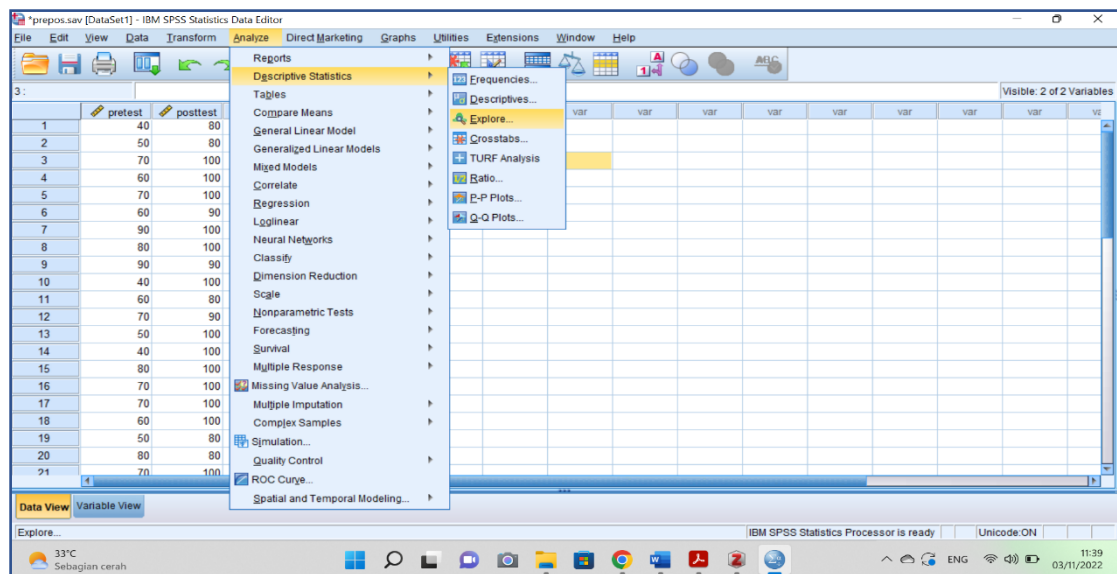 *prepos.sav [DataSet1] - IBM SPSS Statistics Data Editor
File Edit View Data Transform Analyze Direct Marketing Graphs Utilities Extensions Window Help
3 :
Visible: 2 of 2 Variables
pretest posttest var var var var var var var
1 40 80
2 50 80
3 70 100
4 60 100
5 70 100
6 60 90
7 90 100
8 80 100
9 90 90
10 40 100
11 60 80
12 70 90
13 50 100
14 40 100
15 80 100
16 70 100
17 70 100
18 60 100
19 50 80
20 80 80
21 70 100
Reports
Descriptive Statistics
Tables
Compare Means
General Linear Model
Generalized Linear Models
Mixed Models
Correlate
Regression
Loglinear
Neural Networks
Classify
Dimension Reduction
Scale
Nonparametric Tests
Forecasting
Survival
Multiple Response
Missing Value Analysis...
Multiple Imputation
Complex Samples
Simulation...
Quality Control
ROC Curve...
Spatial and Temporal Modeling...
Frequencies...
Descriptives...
Explore...
Crosstabs...
TURF Analysis
Ratio...
P-P Plots...
Q-Q Plots...
Data View Variable View
Explore... IBM SPSS Statistics Processor is ready Unicode:ON
33°C
Sebagian cerah
ENG
11:39
03/11/2022